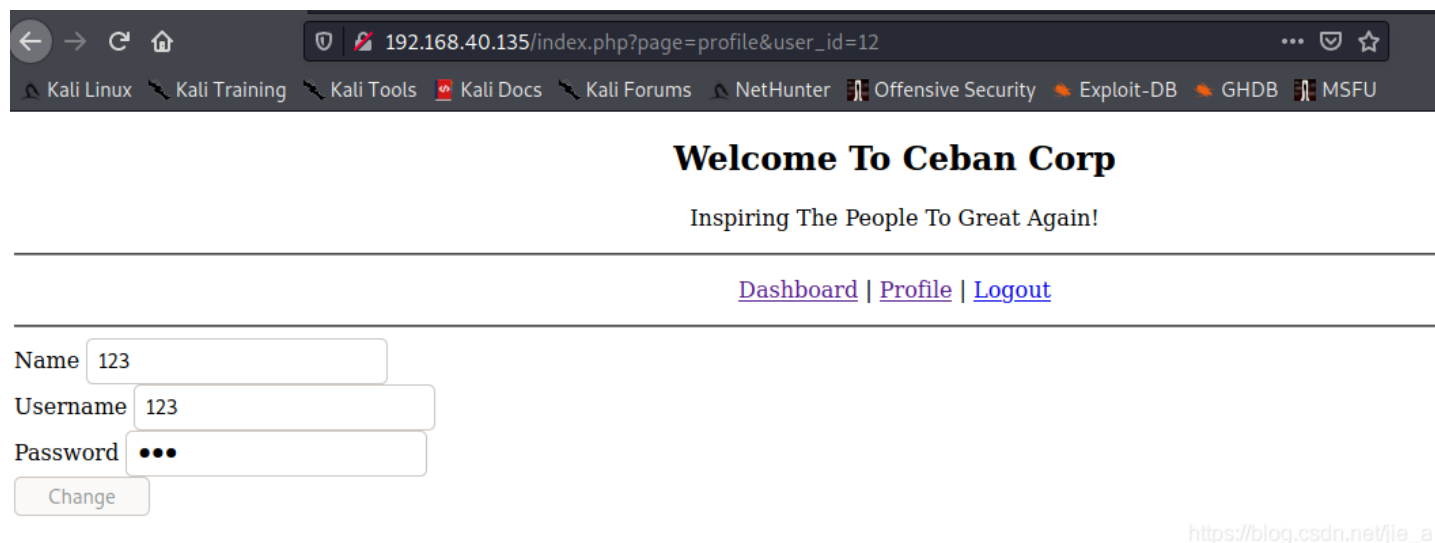 192.168.40.135/index.php?page=profile&user_id=12
Kali Linux Kali Training Kali Tools Kali Docs Kali Forums NetHunter Offensive Security Exploit-DB GHDB MSFU
Welcome To Ceban Corp
Inspiring The People To Great Again!
Dashboard | Profile | Logout
Name 123
Username 123
Password •••
Change
https://blog.csdn.net/jie_a